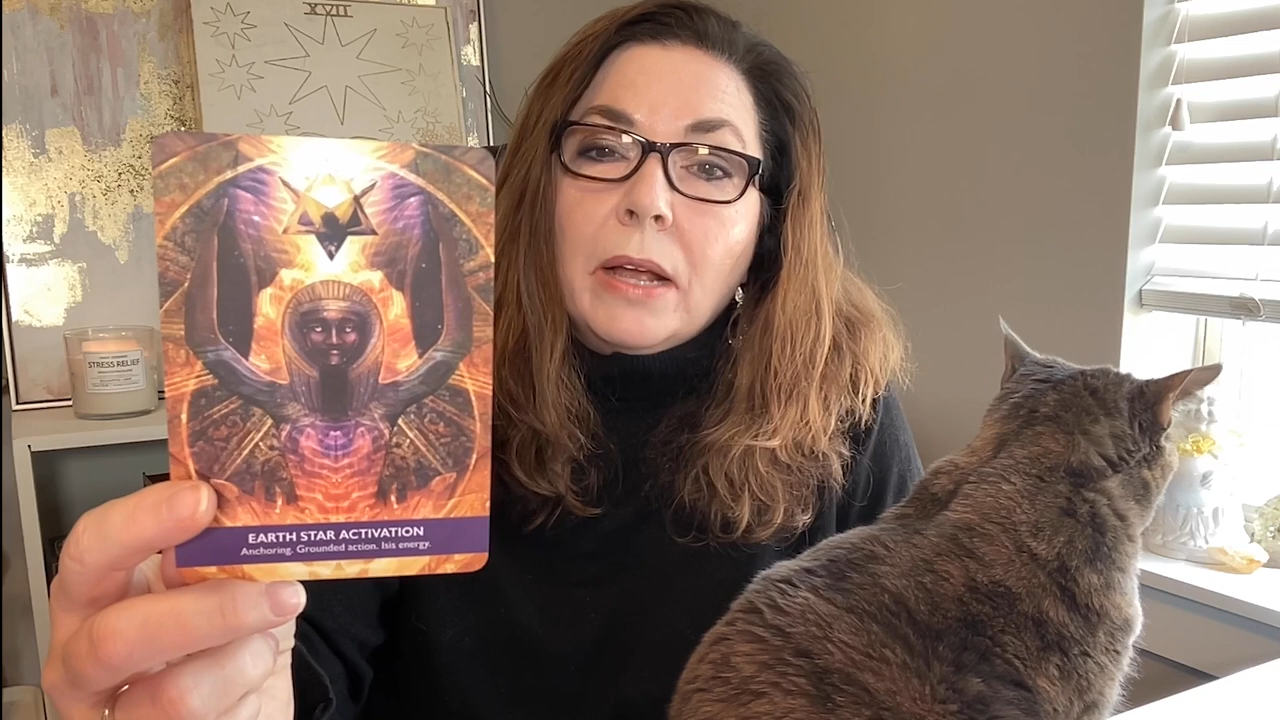 XVII
STRESS RELIEF
EARTH STAR ACTIVATION
Anchoring. Grounded action. Isis energy.